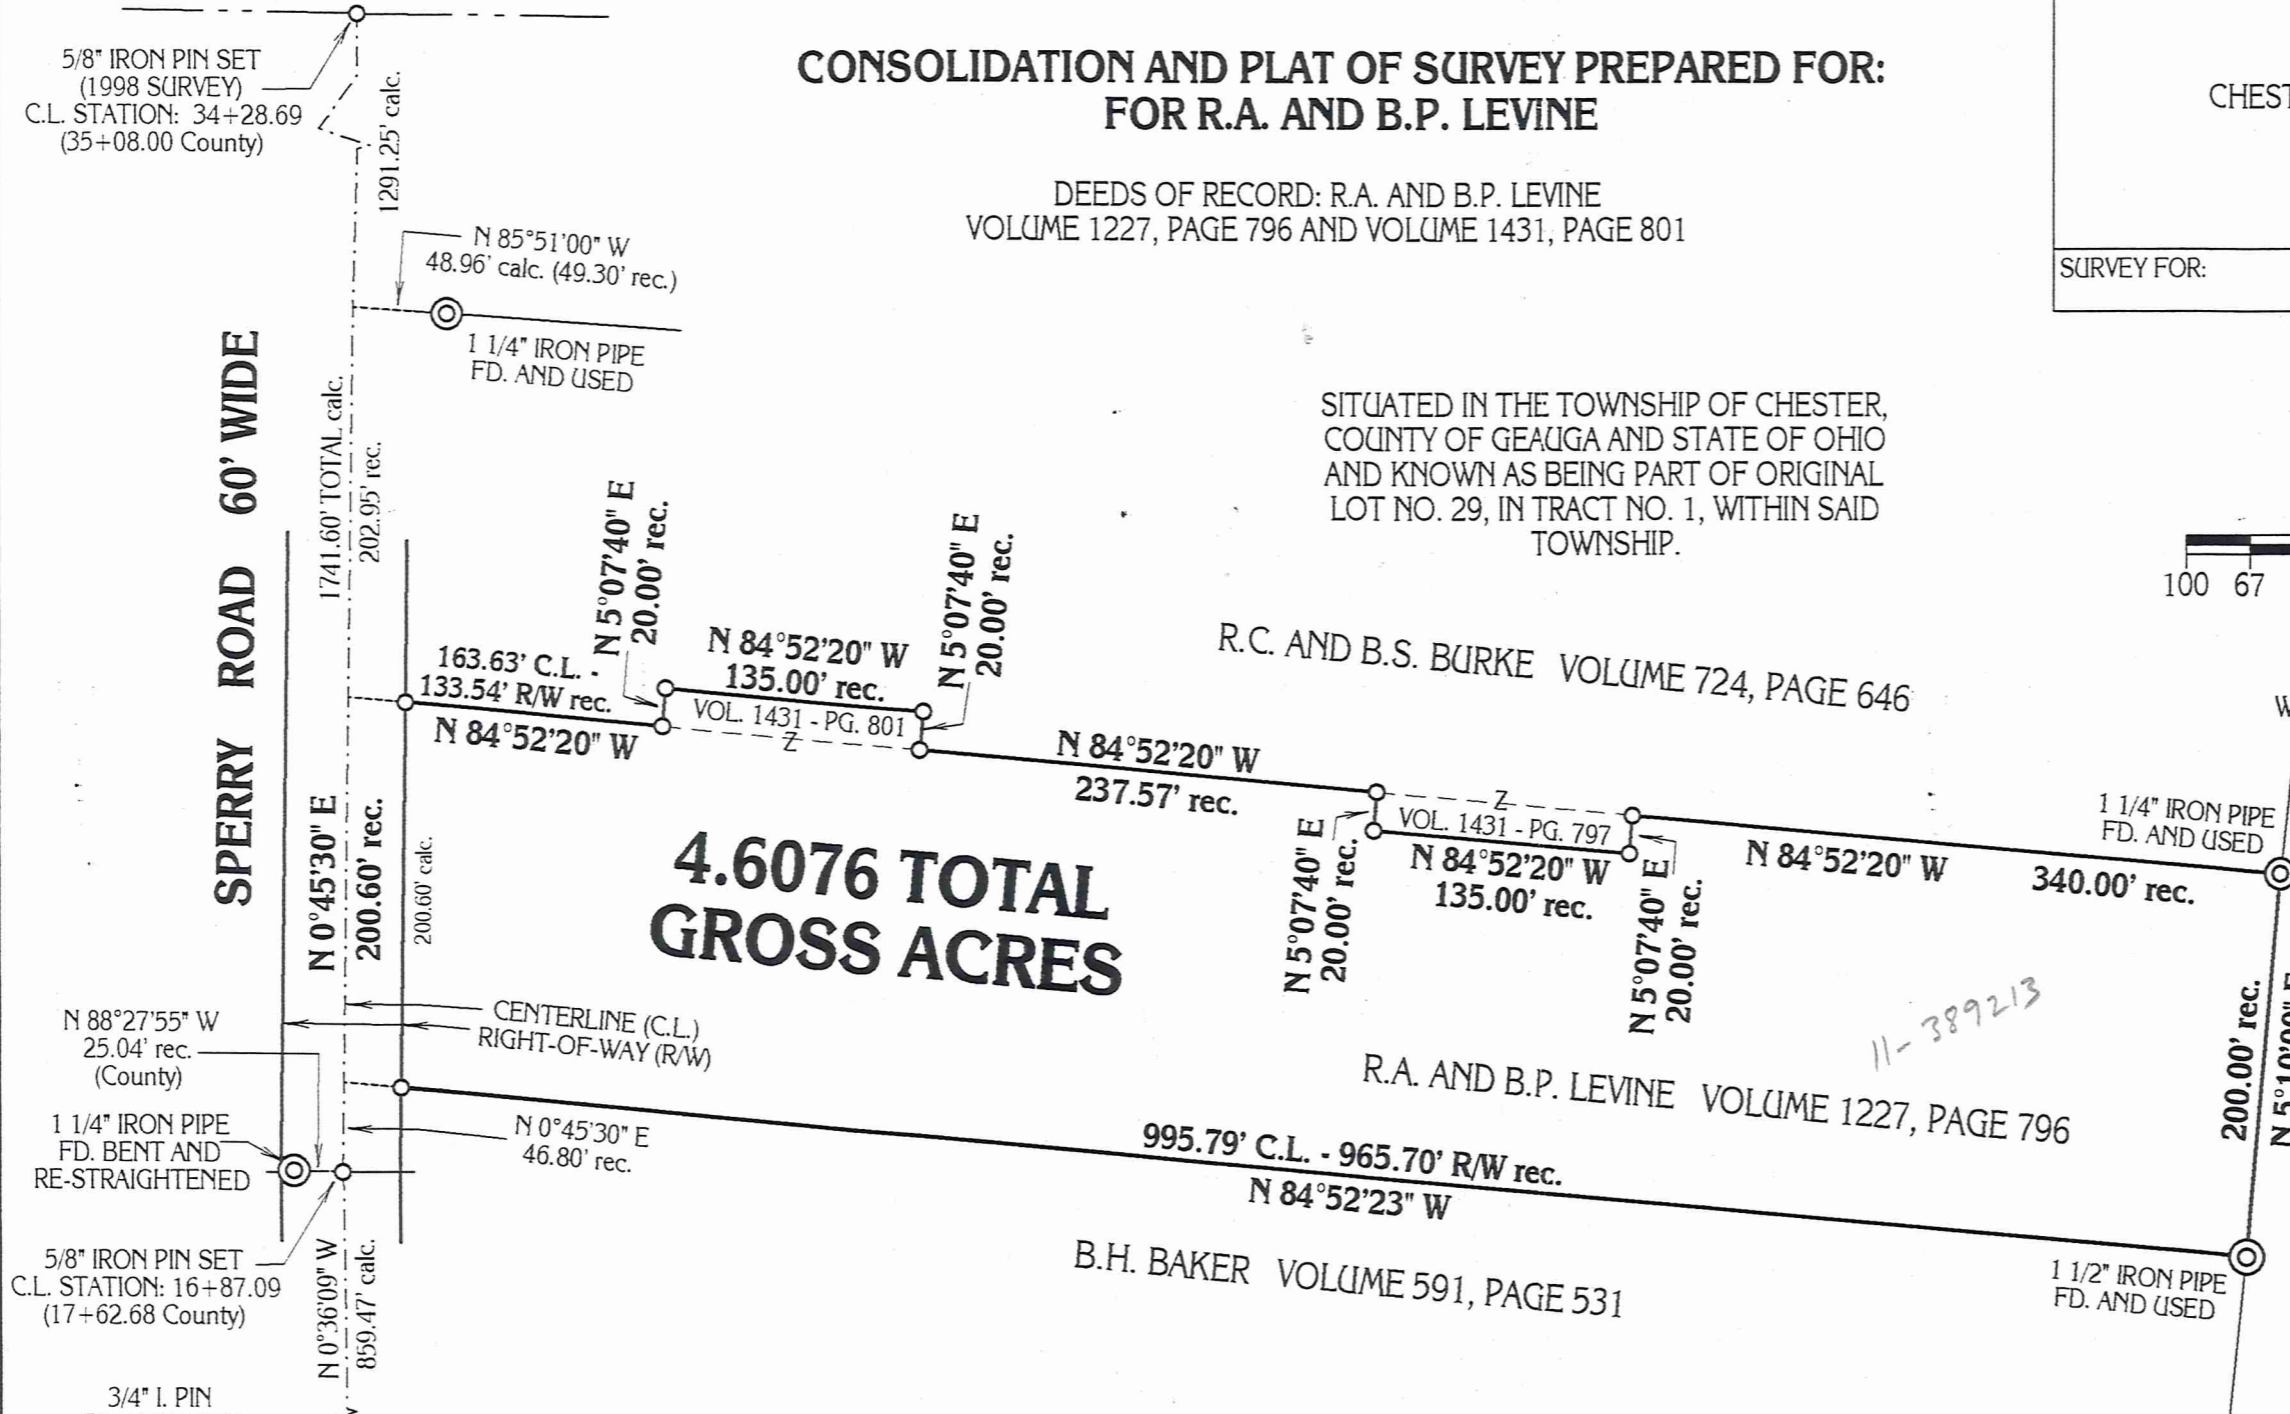 5/8" IRON PIN SET
(1998 SURVEY)
C.L. STATION: 34+28.69
(35+08.00 County)
1291.25' calc.
CONSOLIDATION AND PLAT OF SURVEY PREPARED FOR:
FOR R.A. AND B.P. LEVINE
DEEDS OF RECORD: R.A. AND B.P. LEVINE
VOLUME 1227, PAGE 796 AND VOLUME 1431, PAGE 801
CHEST
SURVEY FOR:
N 85°51'00" W
48.96' calc. (49.30' rec.)
1 1/4" IRON PIPE
FD. AND USED
SITUATED IN THE TOWNSHIP OF CHESTER,
COUNTY OF GEAUGA AND STATE OF OHIO
AND KNOWN AS BEING PART OF ORIGINAL
LOT NO. 29, IN TRACT NO. 1, WITHIN SAID
TOWNSHIP.
100 67
SPERRY ROAD 60' WIDE
1741.60' TOTAL calc.
202.95' rec.
N 5°07'40" E
20.00' rec.
N 84°52'20" W
135.00' rec.
N 5°07'40" E
20.00' rec.
163.63' C.L. -
133.54' R/W rec.
N 84°52'20" W
VOL. 1431 - PG. 801
Z
R.C. AND B.S. BURKE VOLUME 724, PAGE 646
W
N 84°52'20" W
237.57' rec.
Z
VOL. 1431 - PG. 797
N 84°52'20" W
135.00' rec.
N 5°07'40" E
20.00' rec.
N 5°07'40" E
20.00' rec.
N 84°52'20" W 340.00' rec.
1 1/4" IRON PIPE
FD. AND USED
N 0°45'30" E
200.60' rec.
200.60' calc.
4.6076 TOTAL
GROSS ACRES
CENTERLINE (C.L.)
RIGHT-OF-WAY (R/W)
N 88°27'55" W
25.04' rec.
(County)
1 1/4" IRON PIPE
FD. BENT AND
RE-STRAIGHTENED
N 0°45'30" E
46.80' rec.
11-389213
R.A. AND B.P. LEVINE VOLUME 1227, PAGE 796
200.00' rec.
N 5°10'00" E
995.79' C.L. - 965.70' R/W rec.
N 84°52'23" W
B.H. BAKER VOLUME 591, PAGE 531
1 1/2" IRON PIPE
FD. AND USED
5/8" IRON PIN SET
C.L. STATION: 16+87.09
(17+62.68 County)
N 0°36'09" W
859.47' calc.
3/4" I. PIN